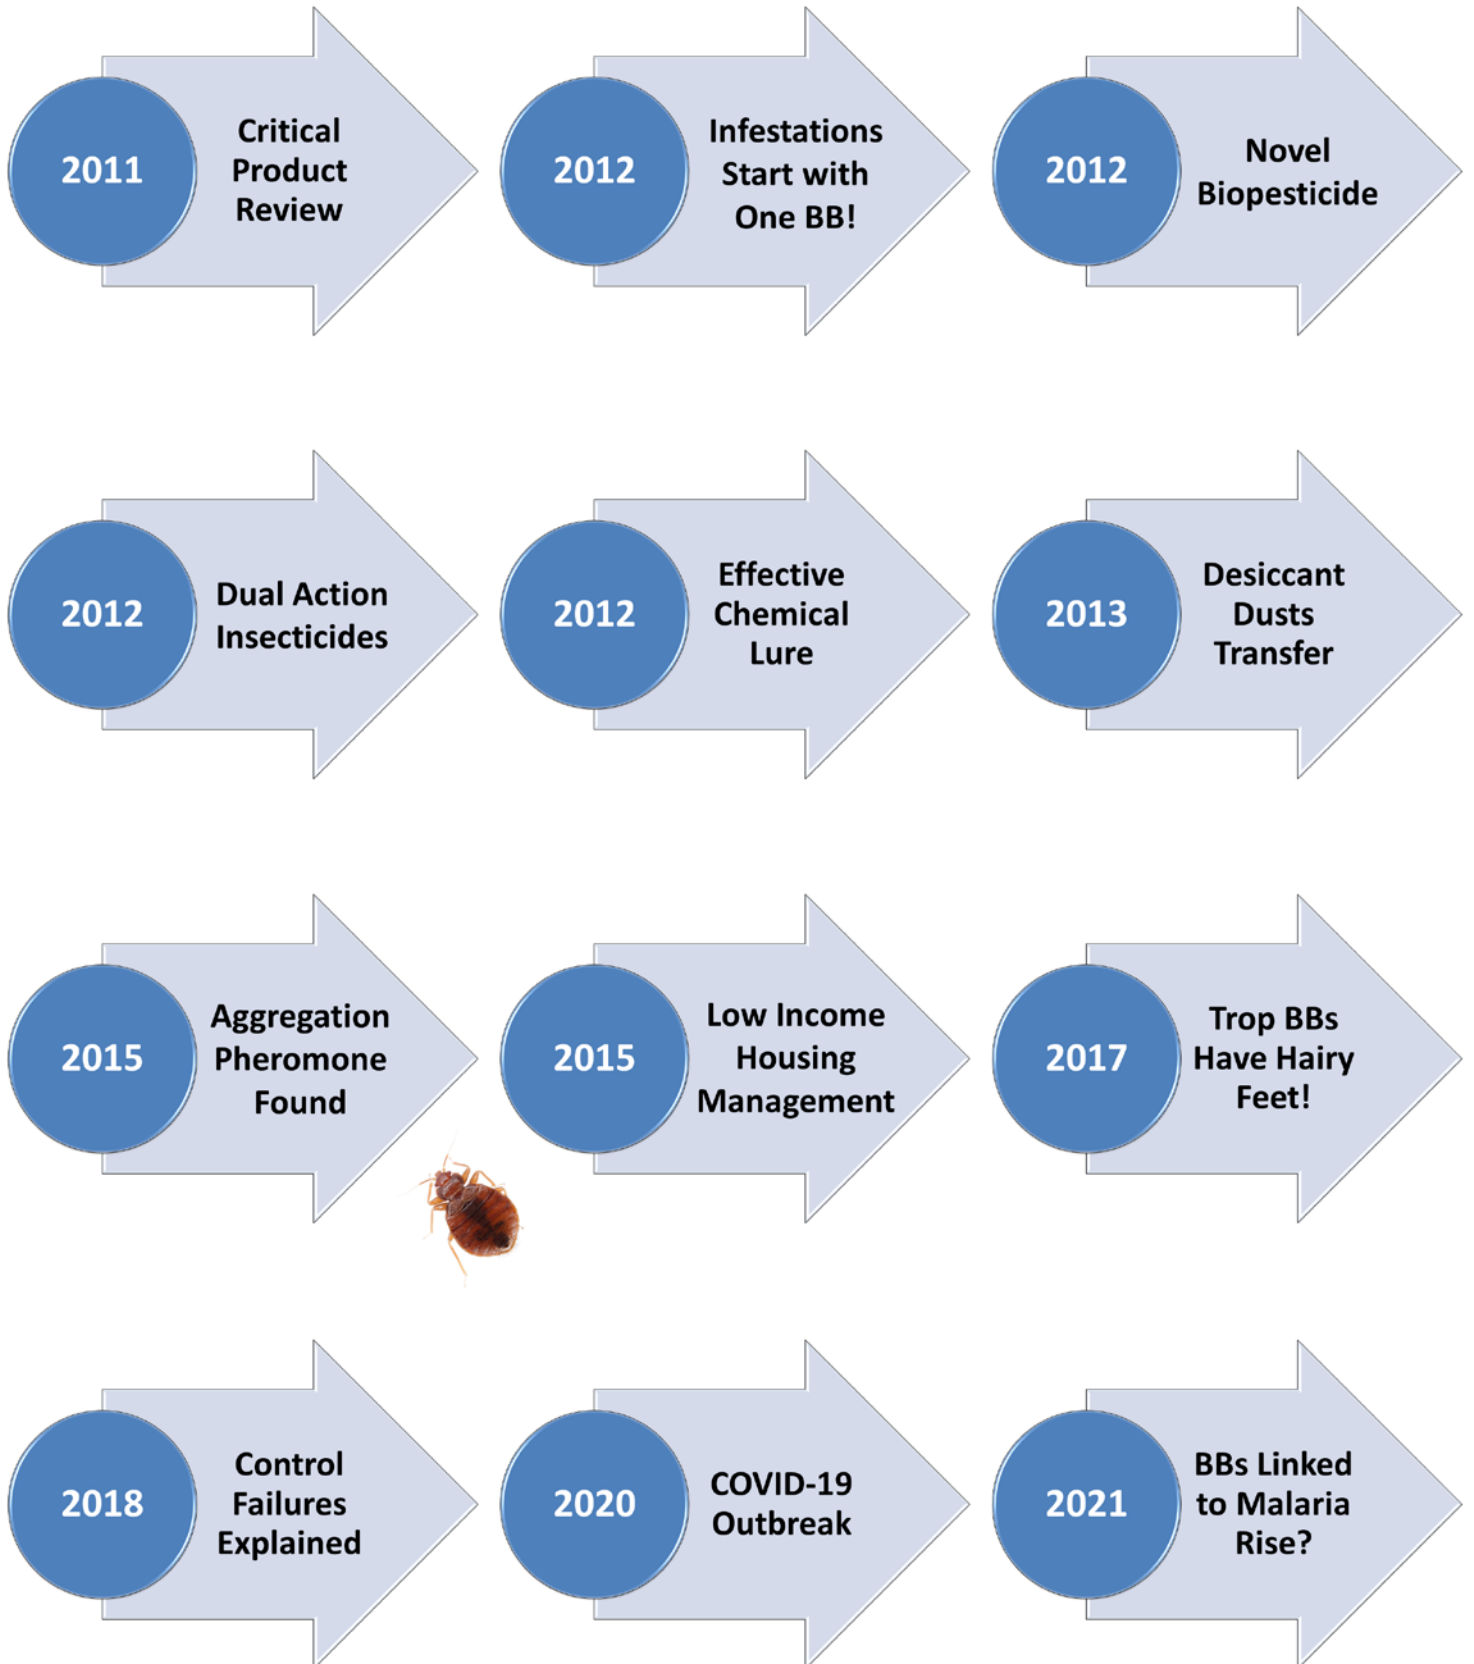 2011
Critical
Product
Review
2012
Infestations
Start with
One BB!
2012
Novel
Biopesticide
2012
Dual Action
Insecticides
2012
Effective
Chemical
Lure
2013
Desiccant
Dusts
Transfer
2015
Aggregation
Pheromone
Found
2015
Low Income
Housing
Management
2017
Trop BBs
Have Hairy
Feet!
2018
Control
Failures
Explained
2020
COVID-19
Outbreak
2021
BBs Linked
to Malaria
Rise?